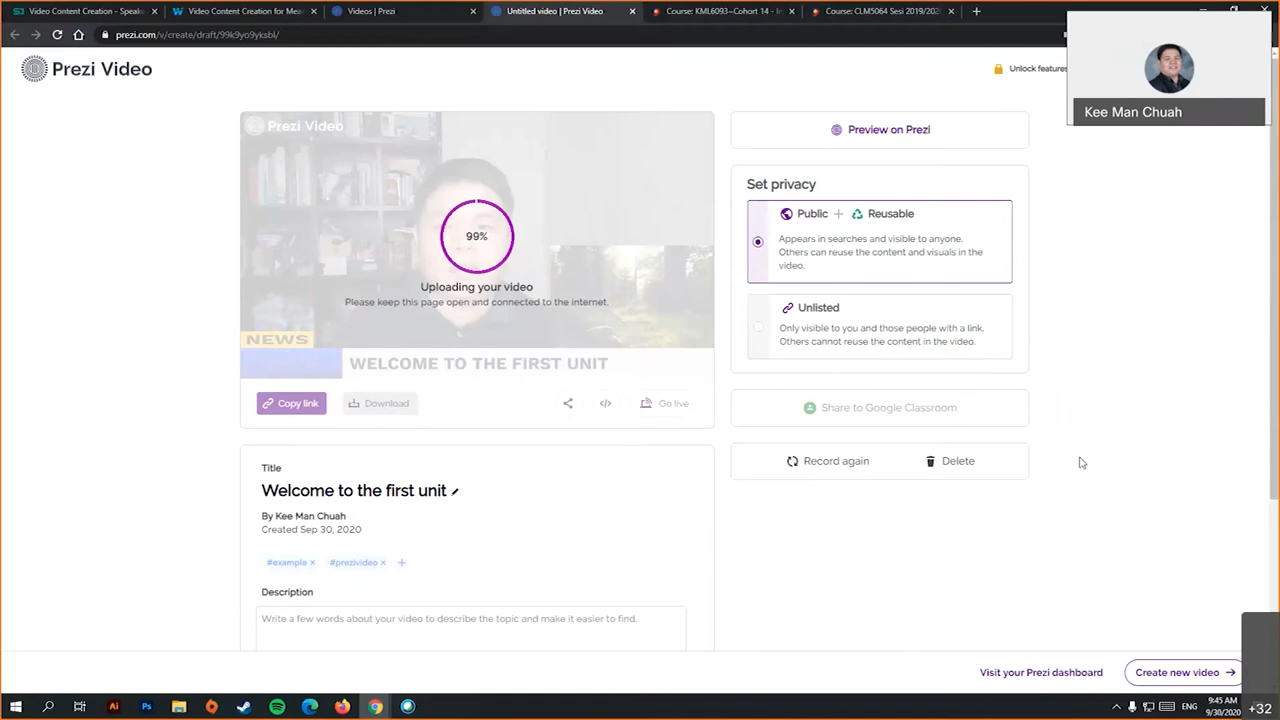 Video Content Creation - Speake
Video Content Creation for Mea
Videos | Prezi
Untitled video | Prezi Video
Course: KML6093~Cohort 14 - In
Course: CLM5064 Sesi 2019/202
prezi.com/v/create/draft/99k9yo9yksbl/
Prezi Video
Unlock features
Kee Man Chuah
Prezi Video
99%
Uploading your video
Please keep this page open and connected to the internet.
NEWS
WELCOME TO THE FIRST UNIT
Copy link
Download
Go live
Preview on Prezi
Set privacy
Public + Reusable
Appears in searches and visible to anyone.
Others can reuse the content and visuals in the
video.
Unlisted
Only visible to you and those people with a link.
Others cannot reuse the content in the video.
Share to Google Classroom
Record again
Delete
Title
Welcome to the first unit
By Kee Man Chuah
Created Sep 30, 2020
#example ×
#prezivideo ×
Description
Write a few words about your video to describe the topic and make it easier to find.
Visit your Prezi dashboard
Create new video
Ai
Ps
ENG
9:45 AM
9/30/2020
+32